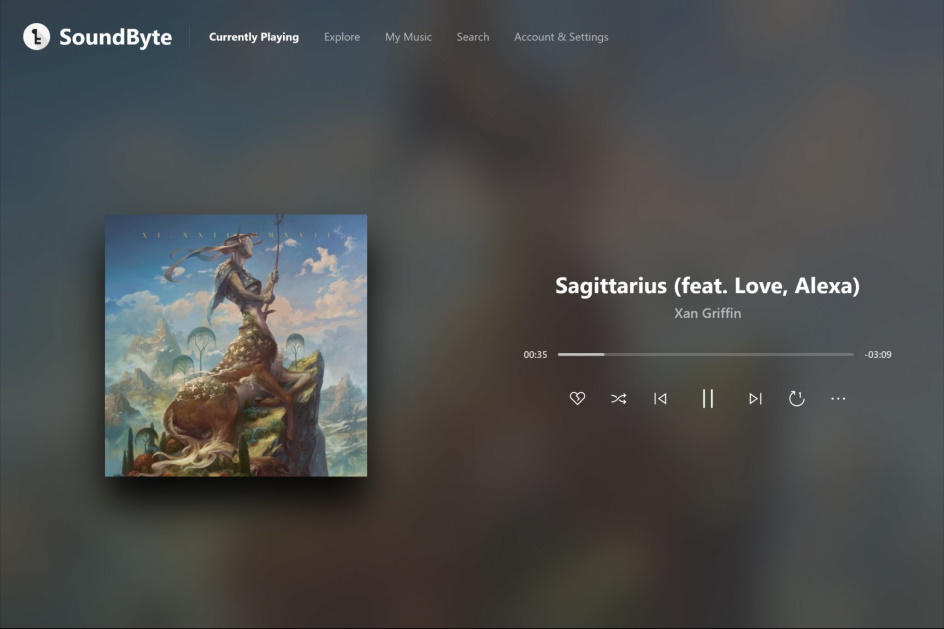 SoundByte
Currently Playing
Explore
My Music
Search
Account & Settings
Sagittarius (feat. Love, Alexa)
Xan Griffin
00:35
-03:09